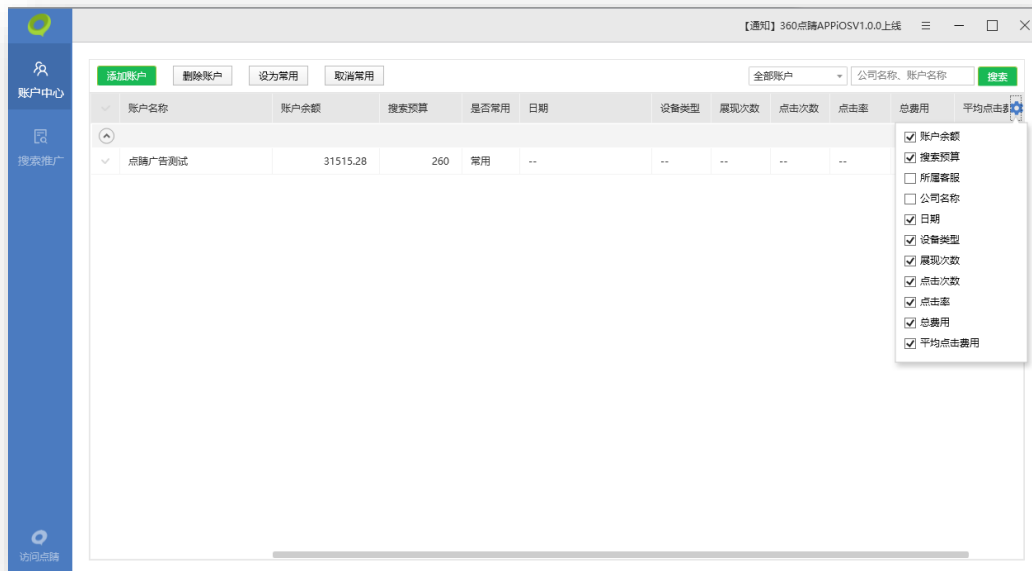 【通知】360点睛APPiOSV1.0.0上线
账户中心
搜索推广
访问点睛
添加账户 删除账户 设为常用 取消常用 全部账户 公司名称、账户名称 搜索
账户名称 账户余额 搜索预算 是否常用 日期 设备类型 展现次数 点击次数 点击率 总费用 平均点击费
点睛广告测试 31515.28 260 常用 -- -- -- -- --
账户余额
搜索预算
所属客服
公司名称
日期
设备类型
展现次数
点击次数
点击率
总费用
平均点击费用